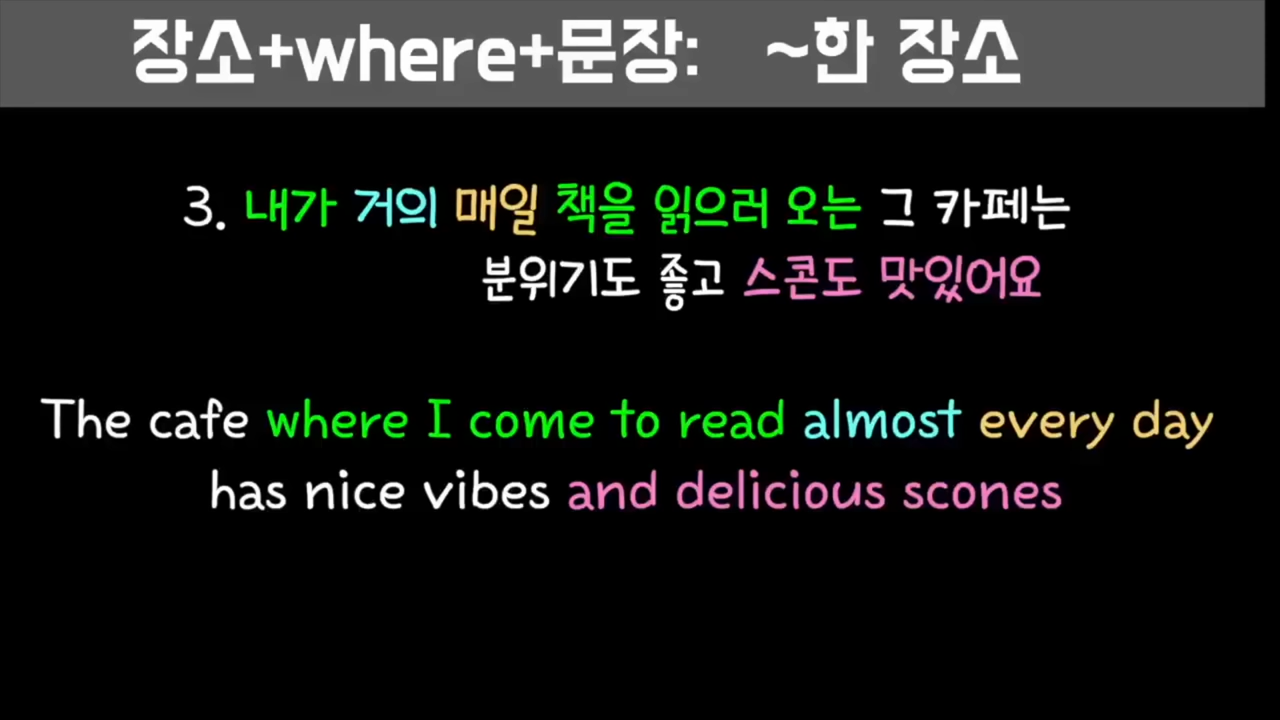 장소+where+문장: ~한 장소
3. 내가 거의 매일 책을 읽으러 오는 그 카페는
분위기도 좋고 스콘도 맛있어요
The cafe where I come to read almost every day
has nice vibes and delicious scones